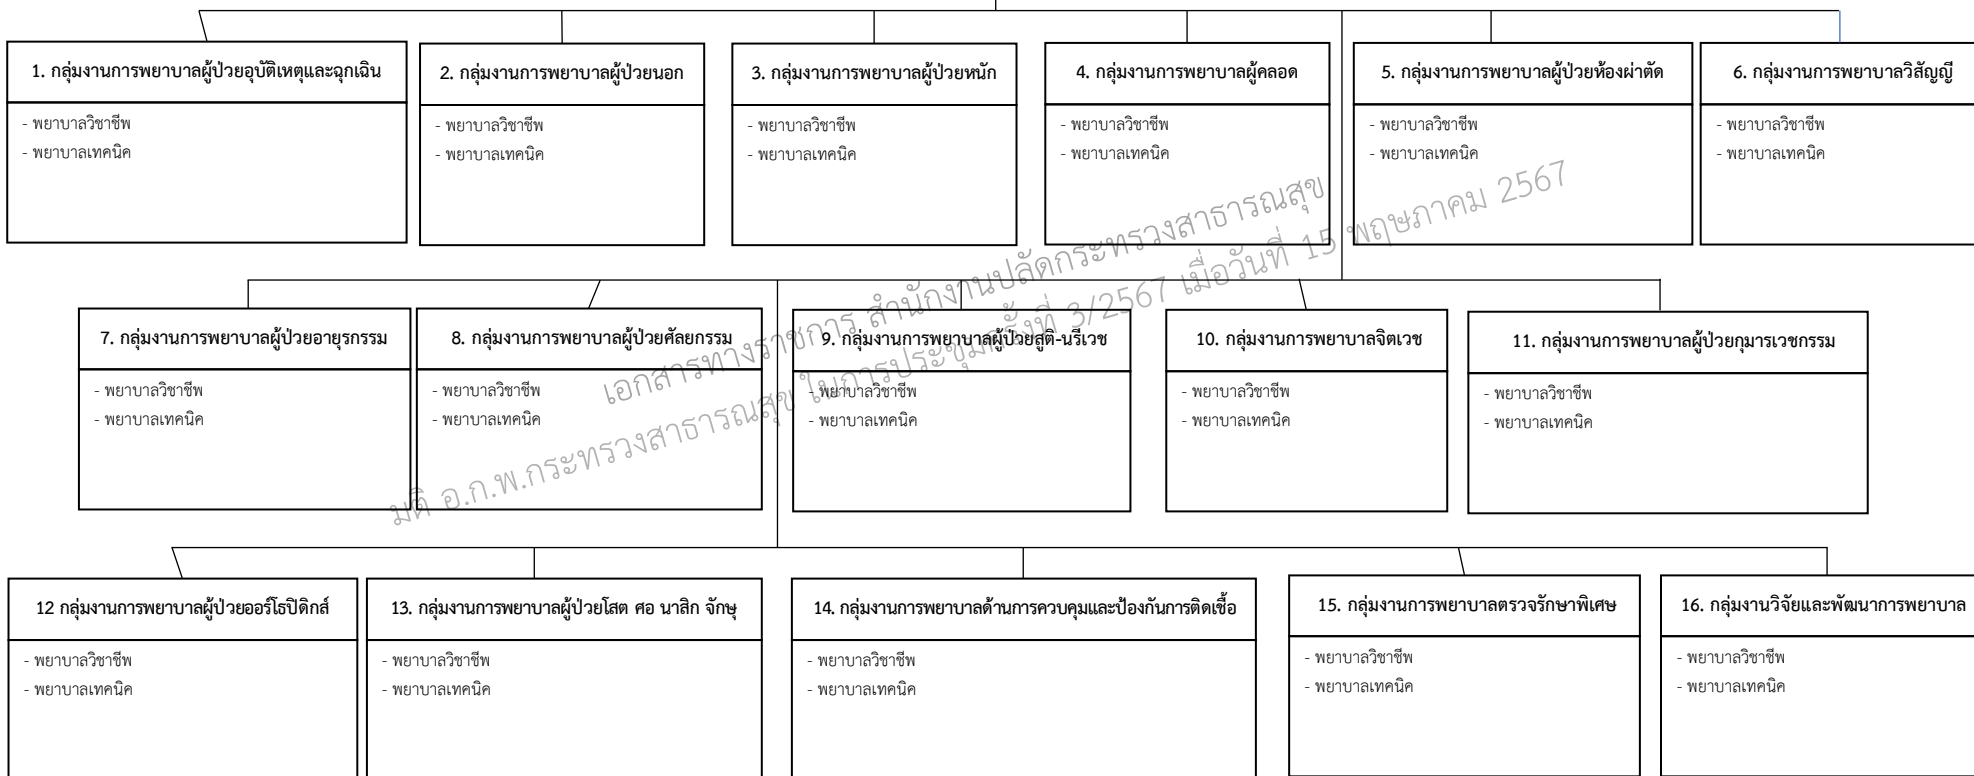 1. กลุ่มงานการพยาบาลผู้ป่วยอุบัติเหตุและฉุกเฉิน
- พยาบาลวิชาชีพ
- พยาบาลเทคนิค
2. กลุ่มงานการพยาบาลผู้ป่วยนอก
- พยาบาลวิชาชีพ
- พยาบาลเทคนิค
3. กลุ่มงานการพยาบาลผู้ป่วยหนัก
- พยาบาลวิชาชีพ
- พยาบาลเทคนิค
4. กลุ่มงานการพยาบาลผู้คลอด
- พยาบาลวิชาชีพ
- พยาบาลเทคนิค
5. กลุ่มงานการพยาบาลผู้ป่วยห้องผ่าตัด
- พยาบาลวิชาชีพ
- พยาบาลเทคนิค
6. กลุ่มงานการพยาบาลวิสัญญี
- พยาบาลวิชาชีพ
- พยาบาลเทคนิค
7. กลุ่มงานการพยาบาลผู้ป่วยอายุรกรรม
- พยาบาลวิชาชีพ
- พยาบาลเทคนิค
8. กลุ่มงานการพยาบาลผู้ป่วยศัลยกรรม
- พยาบาลวิชาชีพ
- พยาบาลเทคนิค
9. กลุ่มงานการพยาบาลผู้ป่วยสูติ-นรีเวช
- พยาบาลวิชาชีพ
- พยาบาลเทคนิค
10. กลุ่มงานการพยาบาลจิตเวช
- พยาบาลวิชาชีพ
- พยาบาลเทคนิค
11. กลุ่มงานการพยาบาลผู้ป่วยกุมารเวชกรรม
- พยาบาลวิชาชีพ
- พยาบาลเทคนิค
12 กลุ่มงานการพยาบาลผู้ป่วยออร์โธปิดิกส์
- พยาบาลวิชาชีพ
- พยาบาลเทคนิค
13. กลุ่มงานการพยาบาลผู้ป่วยโสต ศอ นาสิก จักษุ
- พยาบาลวิชาชีพ
- พยาบาลเทคนิค
14. กลุ่มงานการพยาบาลด้านการควบคุมและป้องกันการติดเชื้อ
- พยาบาลวิชาชีพ
- พยาบาลเทคนิค
15. กลุ่มงานการพยาบาลตรวจรักษาพิเศษ
- พยาบาลวิชาชีพ
- พยาบาลเทคนิค
16. กลุ่มงานวิจัยและพัฒนาการพยาบาล
- พยาบาลวิชาชีพ
- พยาบาลเทคนิค
เอกสารทางราชการ สำนักงานปลัดกระทรวงสาธารณสุข
มติ อ.ก.พ.กระทรวงสาธารณสุข ในการประชุมครั้งที่ 3/2567 เมื่อวันที่ 15 พฤษภาคม 2567